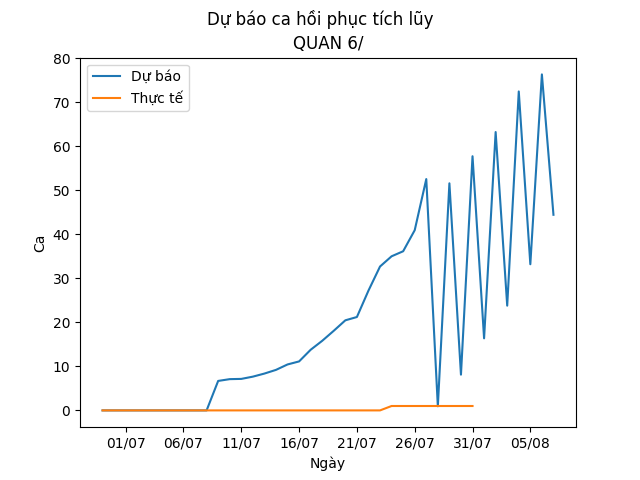 Dự báo ca hồi phục tích lũy
QUAN 6/
Dự báo
Thực tế
80
70
60
50
40
30
20
10
0
Ca
01/07 06/07 11/07 16/07 21/07 26/07 31/07 05/08
Ngày